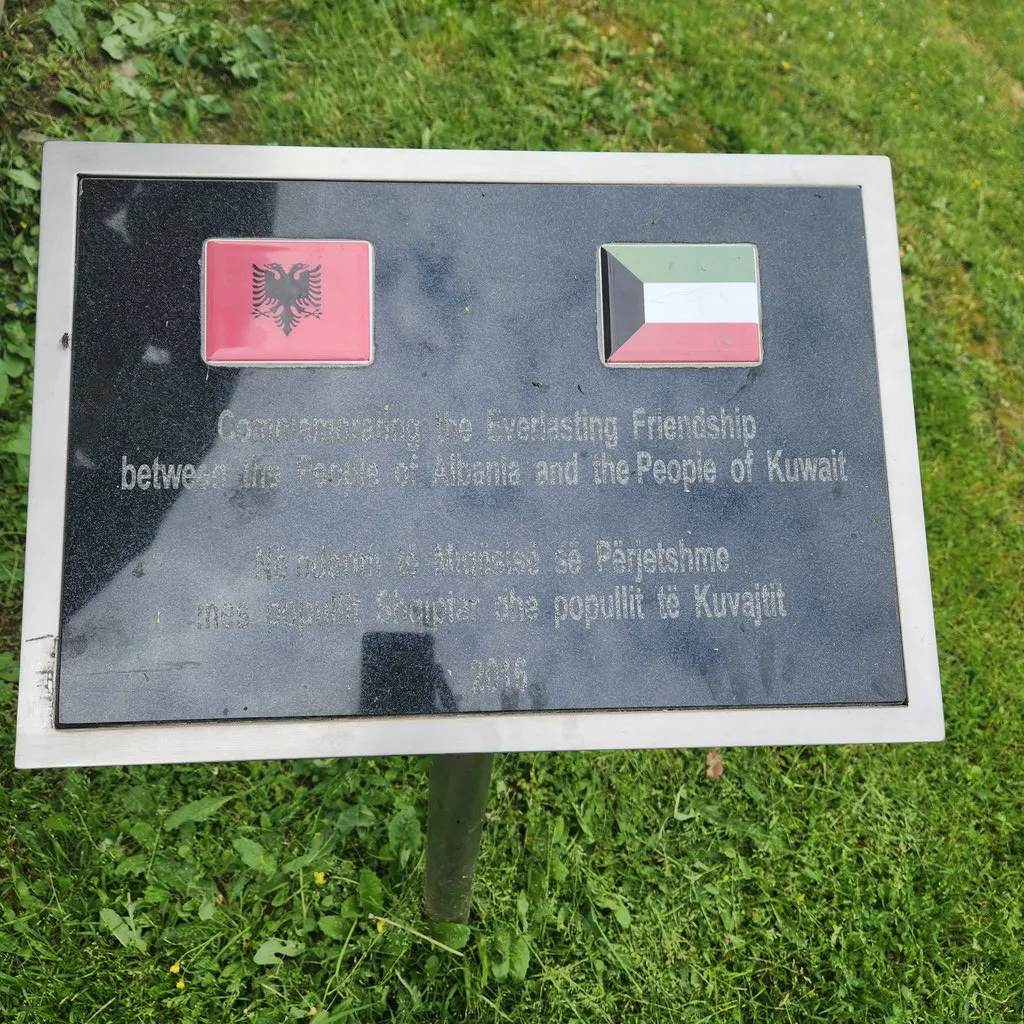 Commemorating the Everlasting Friendship
between the People of Albania and the People of Kuwait
Në nderim të Miqësisë së Përjetshme
mes popullit Shqiptar dhe popullit të Kuvajtit
2016